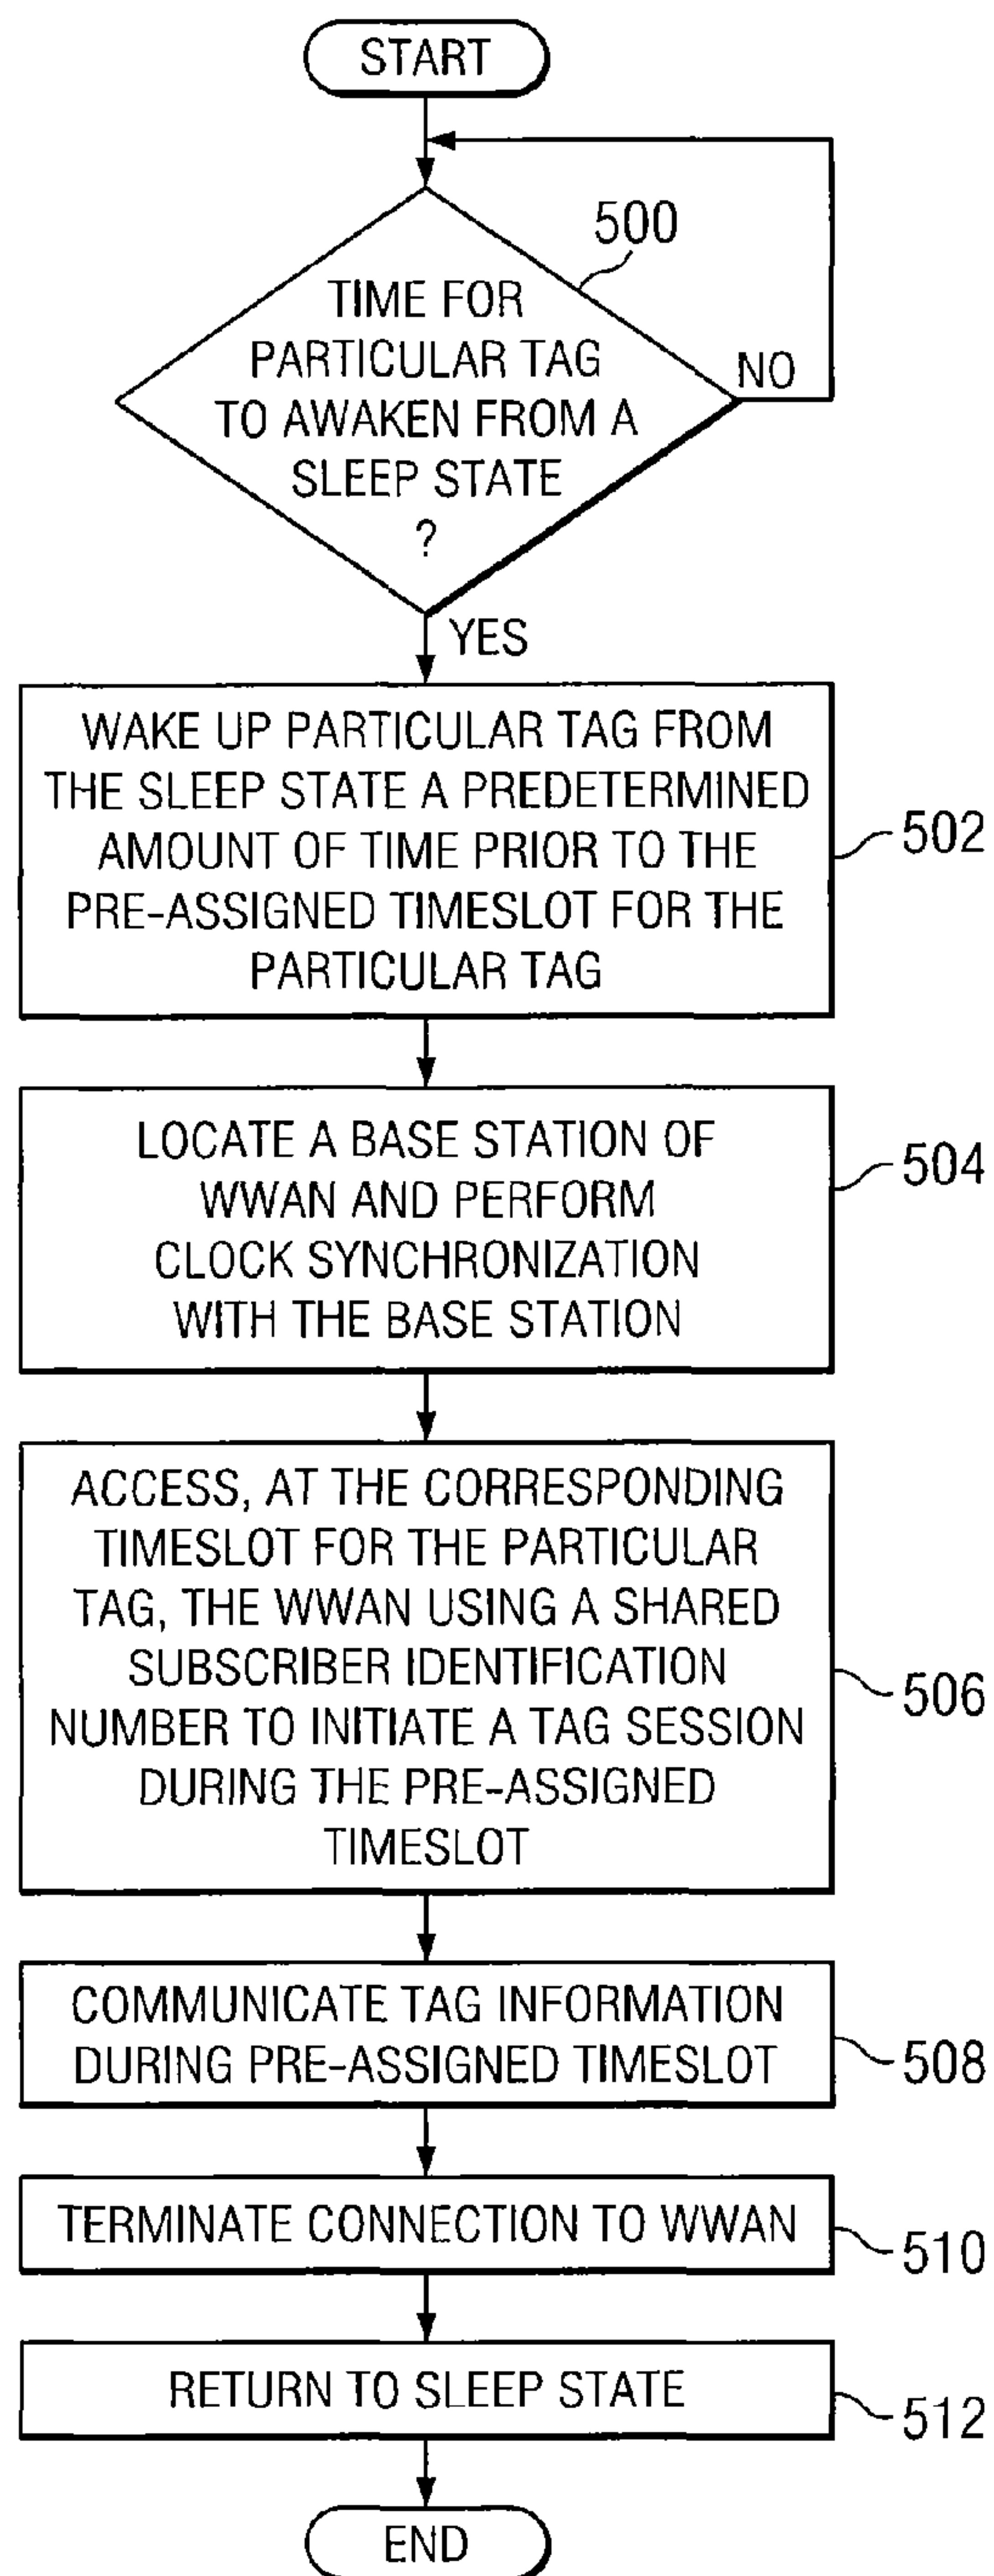 START
500
TIME FOR
PARTICULAR TAG
TO AWAKEN FROM A
SLEEP STATE
?
NO
YES
WAKE UP PARTICULAR TAG FROM
THE SLEEP STATE A PREDETERMINED
AMOUNT OF TIME PRIOR TO THE
PRE-ASSIGNED TIMESLOT FOR THE
PARTICULAR TAG
502
LOCATE A BASE STATION OF
WWAN AND PERFORM
CLOCK SYNCHRONIZATION
WITH THE BASE STATION
504
ACCESS, AT THE CORRESPONDING
TIMESLOT FOR THE PARTICULAR
TAG, THE WWAN USING A SHARED
SUBSCRIBER IDENTIFICATION
NUMBER TO INITIATE A TAG SESSION
DURING THE PRE-ASSIGNED
TIMESLOT
506
COMMUNICATE TAG INFORMATION
DURING PRE-ASSIGNED TIMESLOT
508
TERMINATE CONNECTION TO WWAN
510
RETURN TO SLEEP STATE
512
END